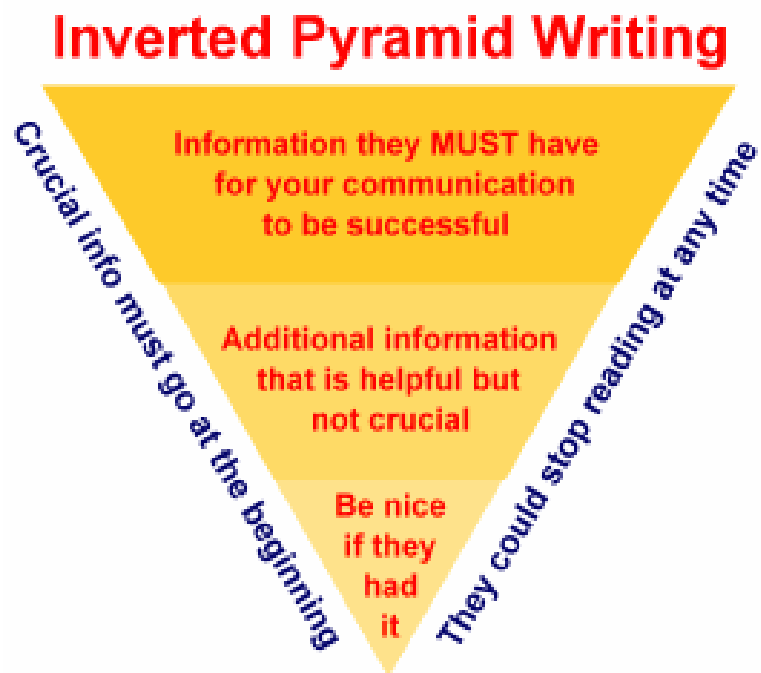 Inverted Pyramid Writing
Information they MUST have
for your communication
to be successful
Additional information
that is helpful but
not crucial
Be nice
if they
had
it
Crucial info must go at the beginning
They could stop reading at any time